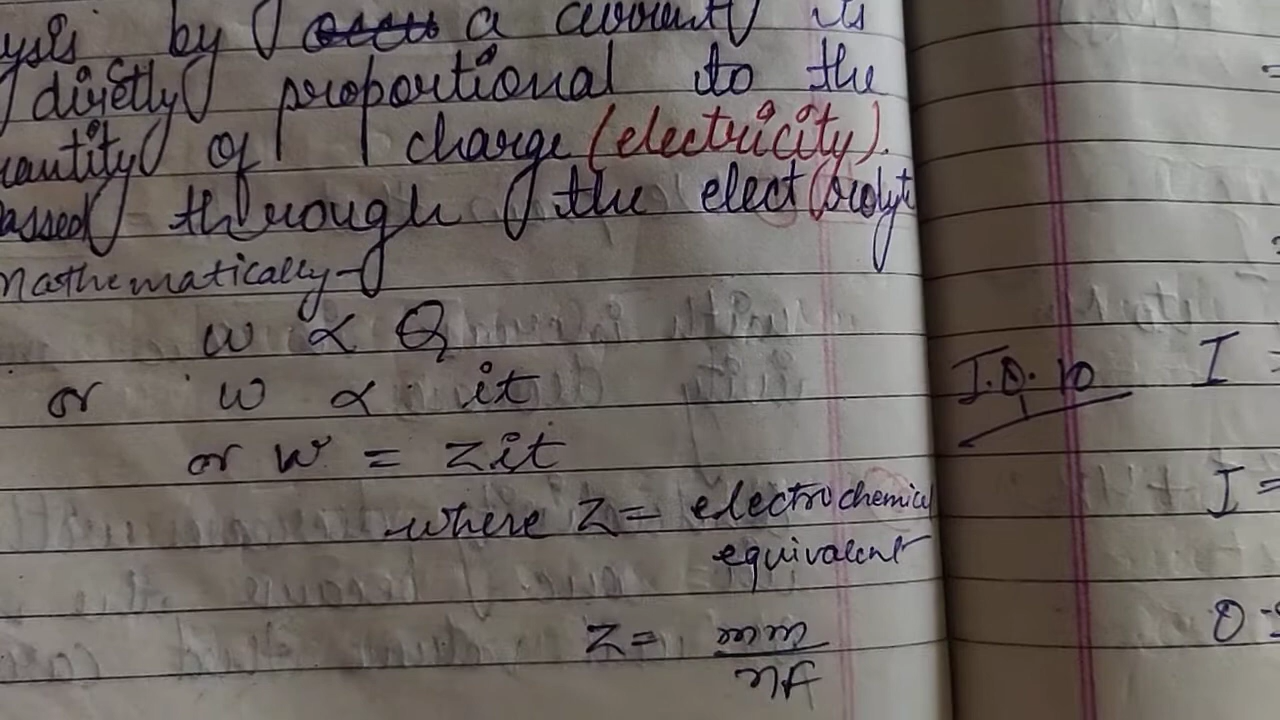 by a current is
directly proportional to the
of charge (electricity).
through the electrolyt
Mathematically-
w ∝ Q
or w ∝ it
or w = zit
where Z = electrochemical
equivalent
Z =
I.Q. 10
I =
I =